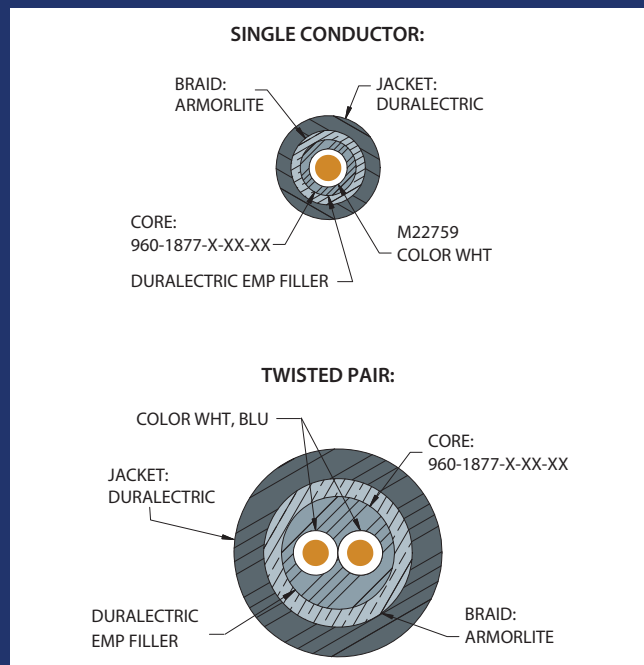 SINGLE CONDUCTOR:
BRAID:
ARMORLITE
JACKET:
DURALECTRIC
CORE:
960-1877-X-XX-XX
M22759
COLOR WHT
DURALECTRIC EMP FILLER
TWISTED PAIR:
COLOR WHT, BLU
CORE:
960-1877-X-XX-XX
JACKET:
DURALECTRIC
DURALECTRIC
EMP FILLER
BRAID:
ARMORLITE